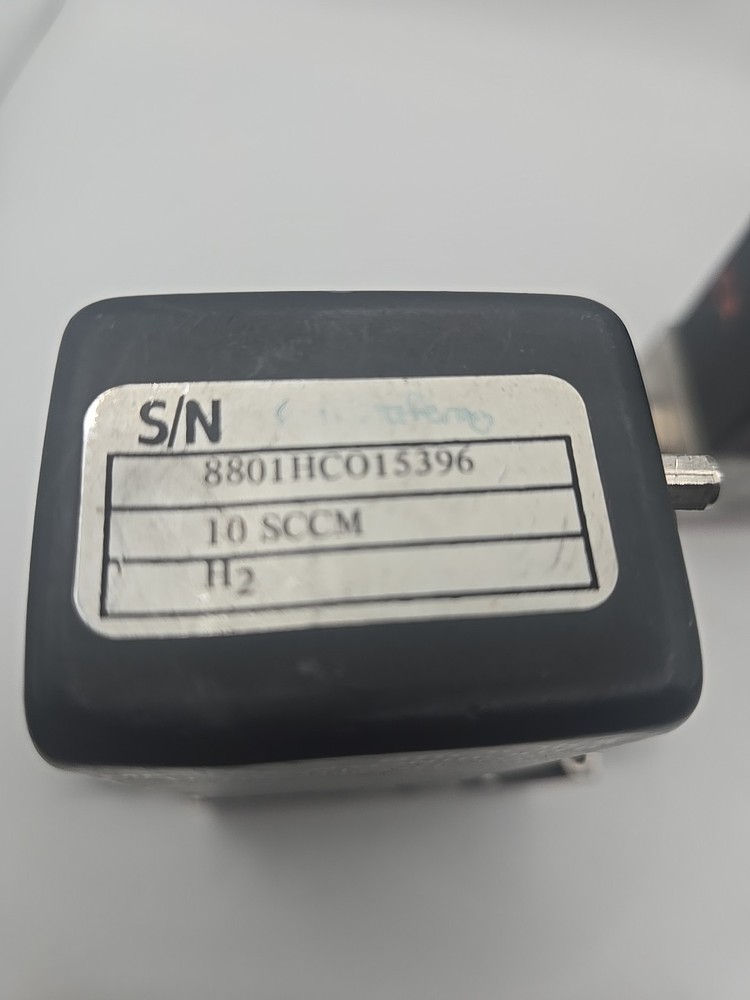 S/N
8801HCO15396
10 SCCM
H₂